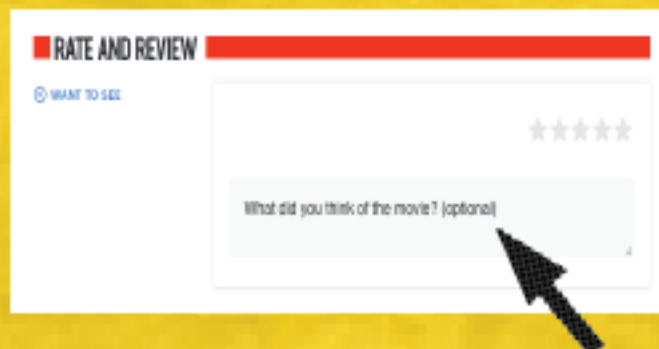 RATE AND REVIEW
WANT TO SEE
What did you think of the movie? (optional)